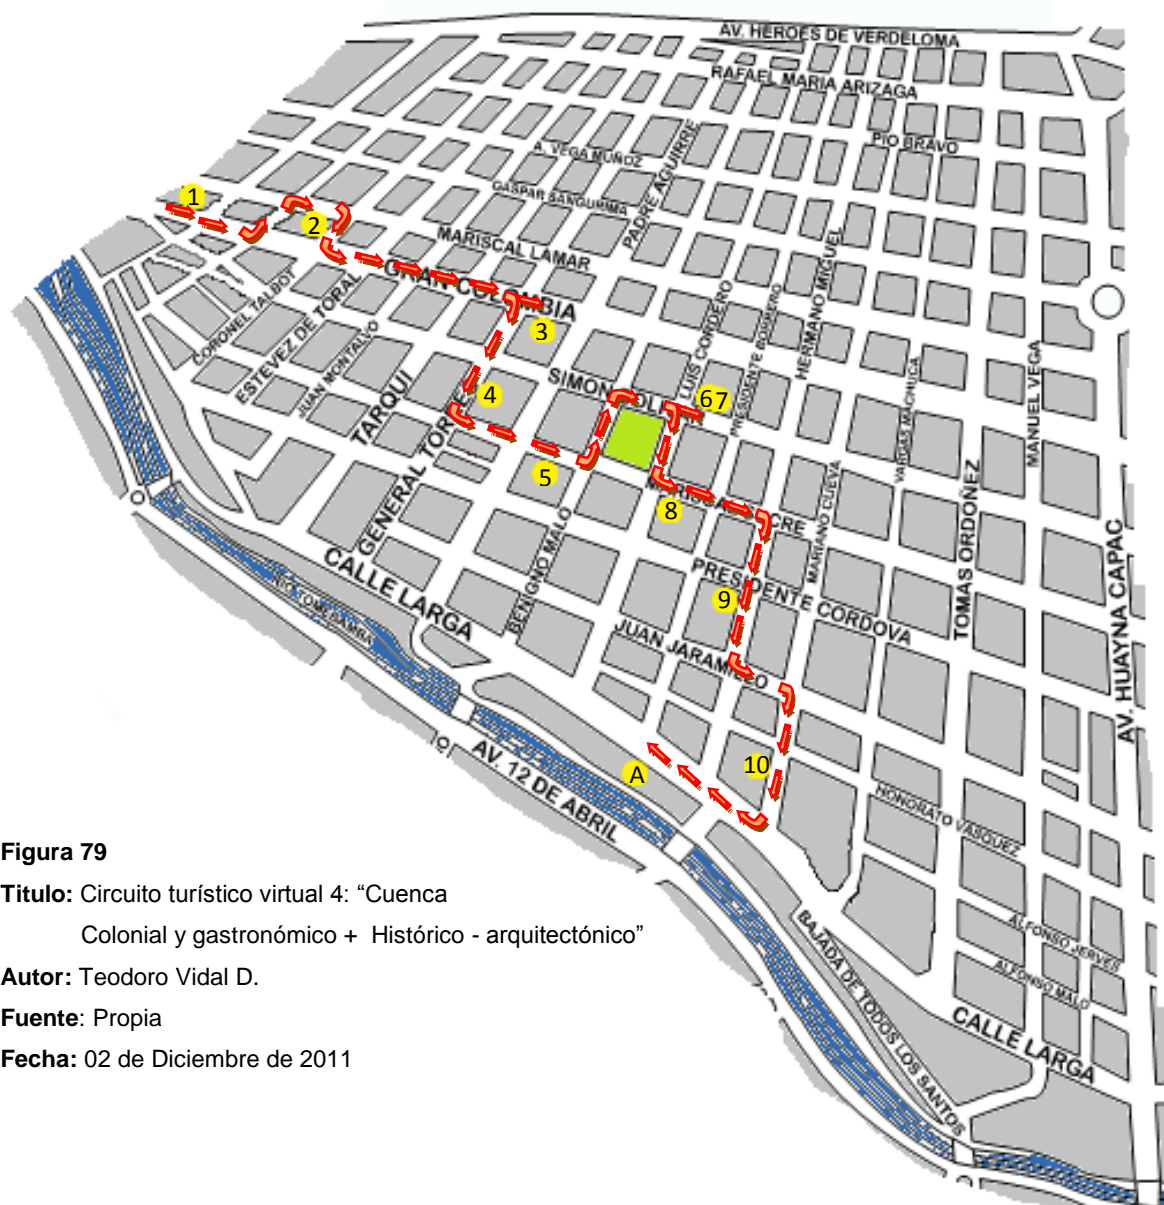 AV. HEROES DE VERDELOMA
RAFAEL MARIA ARIZAGA
PIO BRAVO
A. VEGA MUÑOZ
PADRE AGUIRRE
GASPAR SANGURIMA
1
2
MARISCAL LAMAR
GRAN COLOMBIA
HERMANO MIGUEL
CORONEL TALBOT
ESTEVEZ DE TORAL
JUAN MONTALVO
3
LUIS CORDERO
PRESIDENTE BORRERO
TARQUI
4
SIMON
67
VARGAS MACHUCA
MANUEL VEGA
GENERAL TORRE
5
8
MARISCAL
CRE
MARIANO CUEVA
TOMAS ORDOÑEZ
BENIGNO MALO
CALLE LARGA
PRESIDENTE CORDOVA
9
AV. HUAYNA CAPAC
RIO TOMEBAMBA
JUAN JARAMILLO
AV. 12 DE ABRIL
A
10
HONORATO VASQUEZ
Figura 79
Titulo: Circuito turístico virtual 4: “Cuenca
Colonial y gastronómico + Histórico - arquitectónico”
Autor: Teodoro Vidal D.
Fuente: Propia
Fecha: 02 de Diciembre de 2011
BAJADA DE TODOS LOS SANTOS
ALFONSO JERVES
ALFONSO MALO
CALLE LARGA